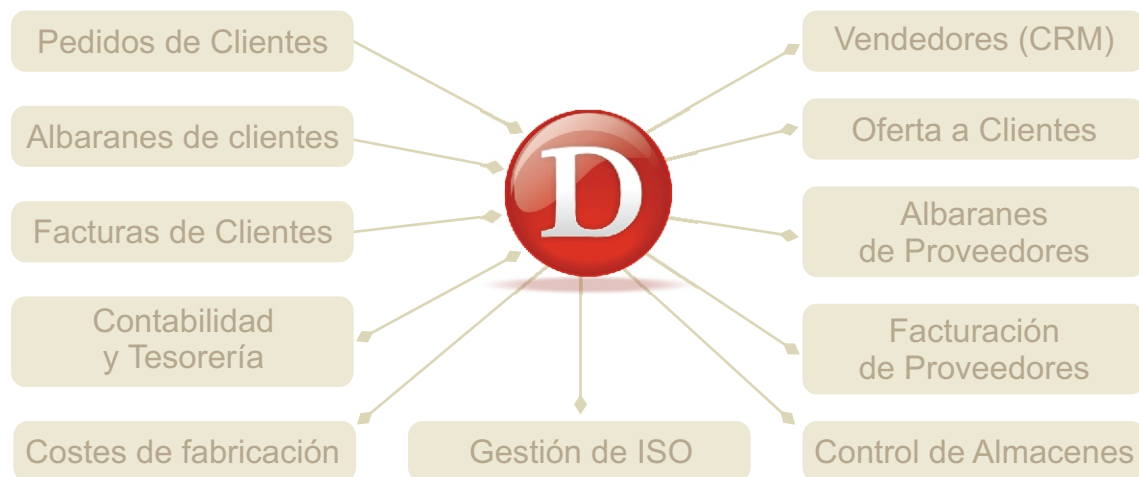 Pedidos de Clientes
Albaranes de clientes
Facturas de Clientes
Contabilidad
y Tesorería
Costes de fabricación
D
Gestión de ISO
Vendedores (CRM)
Oferta a Clientes
Albaranes
de Proveedores
Facturación
de Proveedores
Control de Almacenes